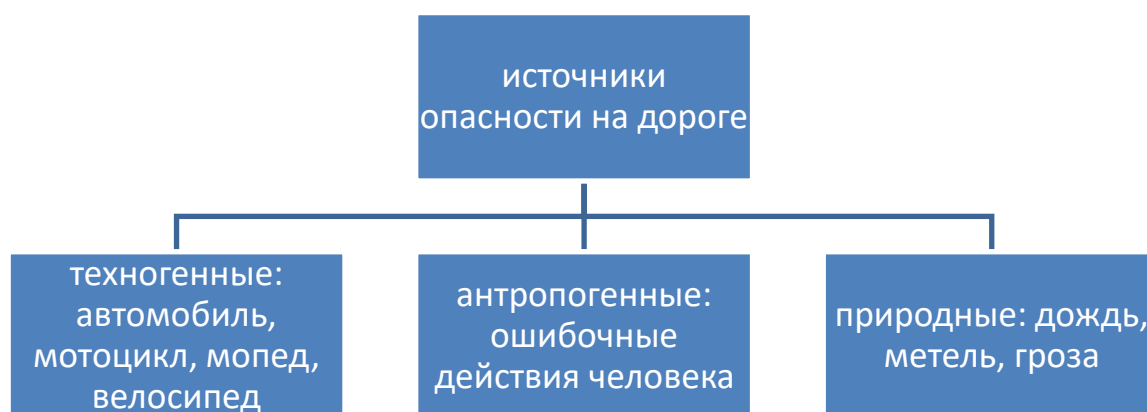 источники
опасности на дороге
техногенные:
автомобиль,
мотоцикл, мопед,
велосипед
антропогенные:
ошибочные
действия человека
природные: дождь,
метель, гроза